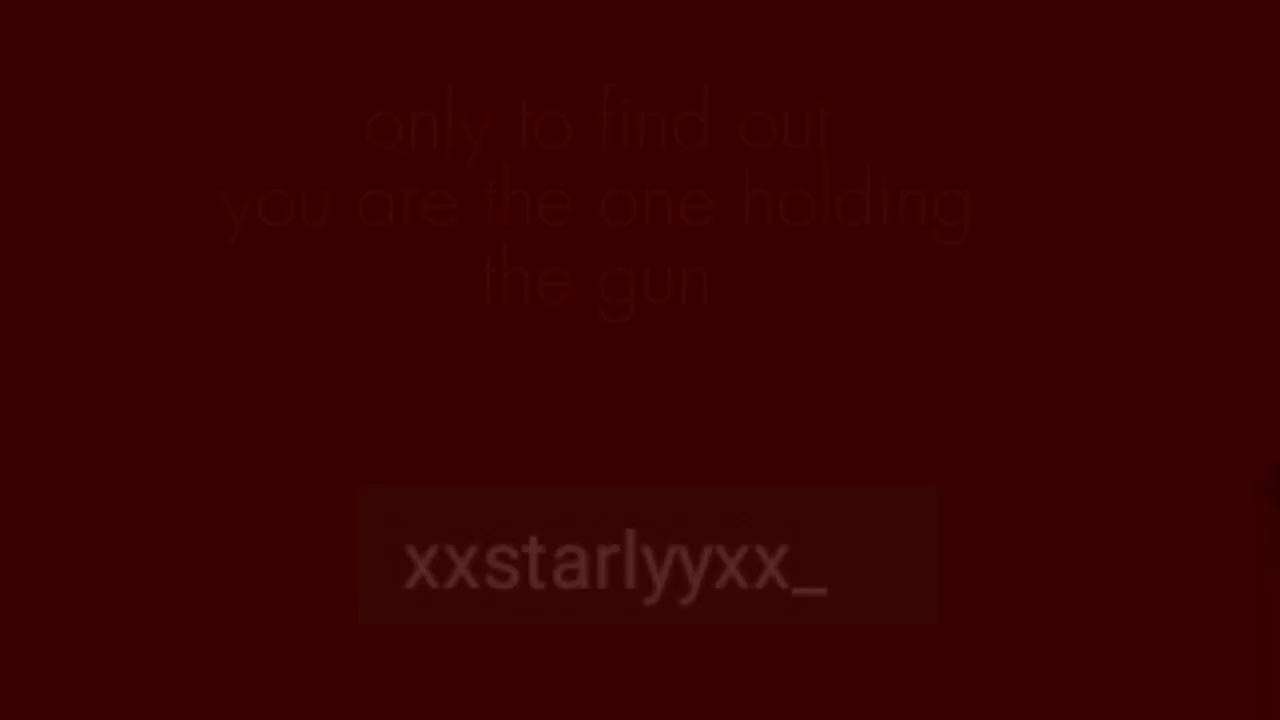 only to find out
you are the one holding
the gun
xxstarlyyxx_